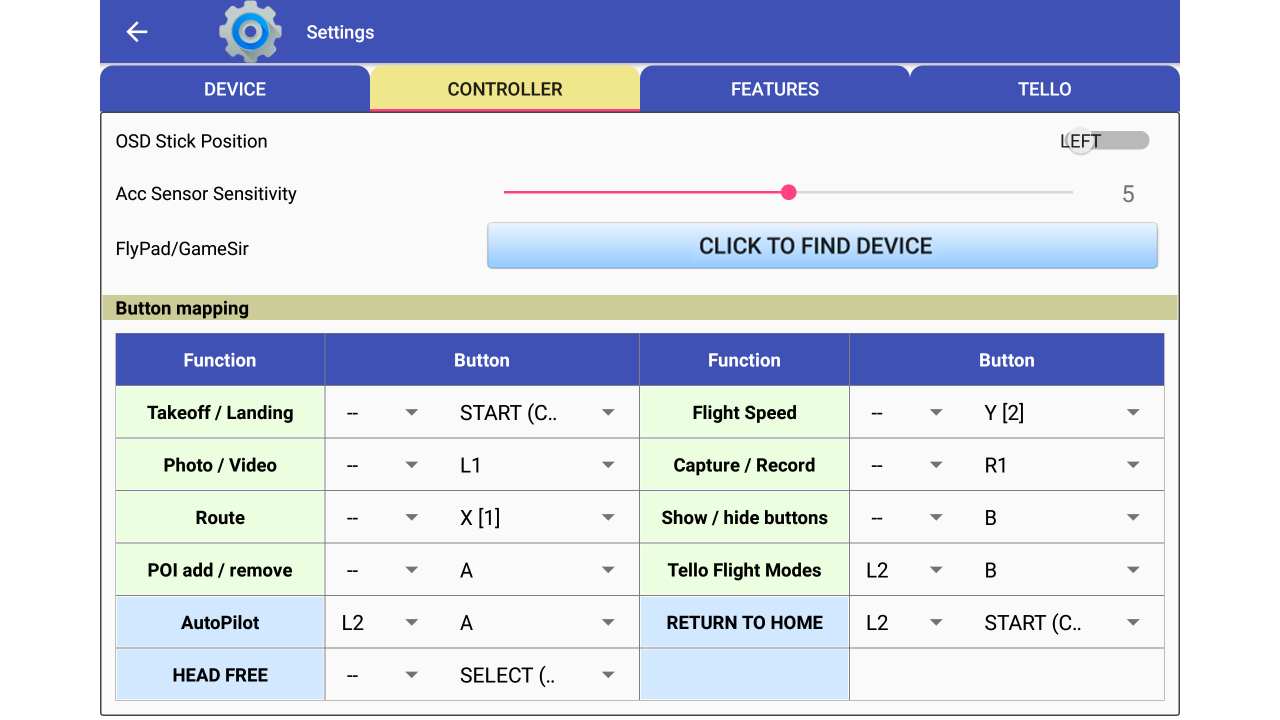 Settings
DEVICE CONTROLLER FEATURES TELLO
OSD Stick Position LEFT
Acc Sensor Sensitivity 5
FlyPad/GameSir CLICK TO FIND DEVICE
Button mapping
Function Button Function Button
Takeoff / Landing -- START (C.. Flight Speed -- Y [2]
Photo / Video -- L1 Capture / Record -- R1
Route -- X [1] Show / hide buttons -- B
POI add / remove -- A Tello Flight Modes L2 B
AutoPilot L2 A RETURN TO HOME L2 START (C..
HEAD FREE -- SELECT (..